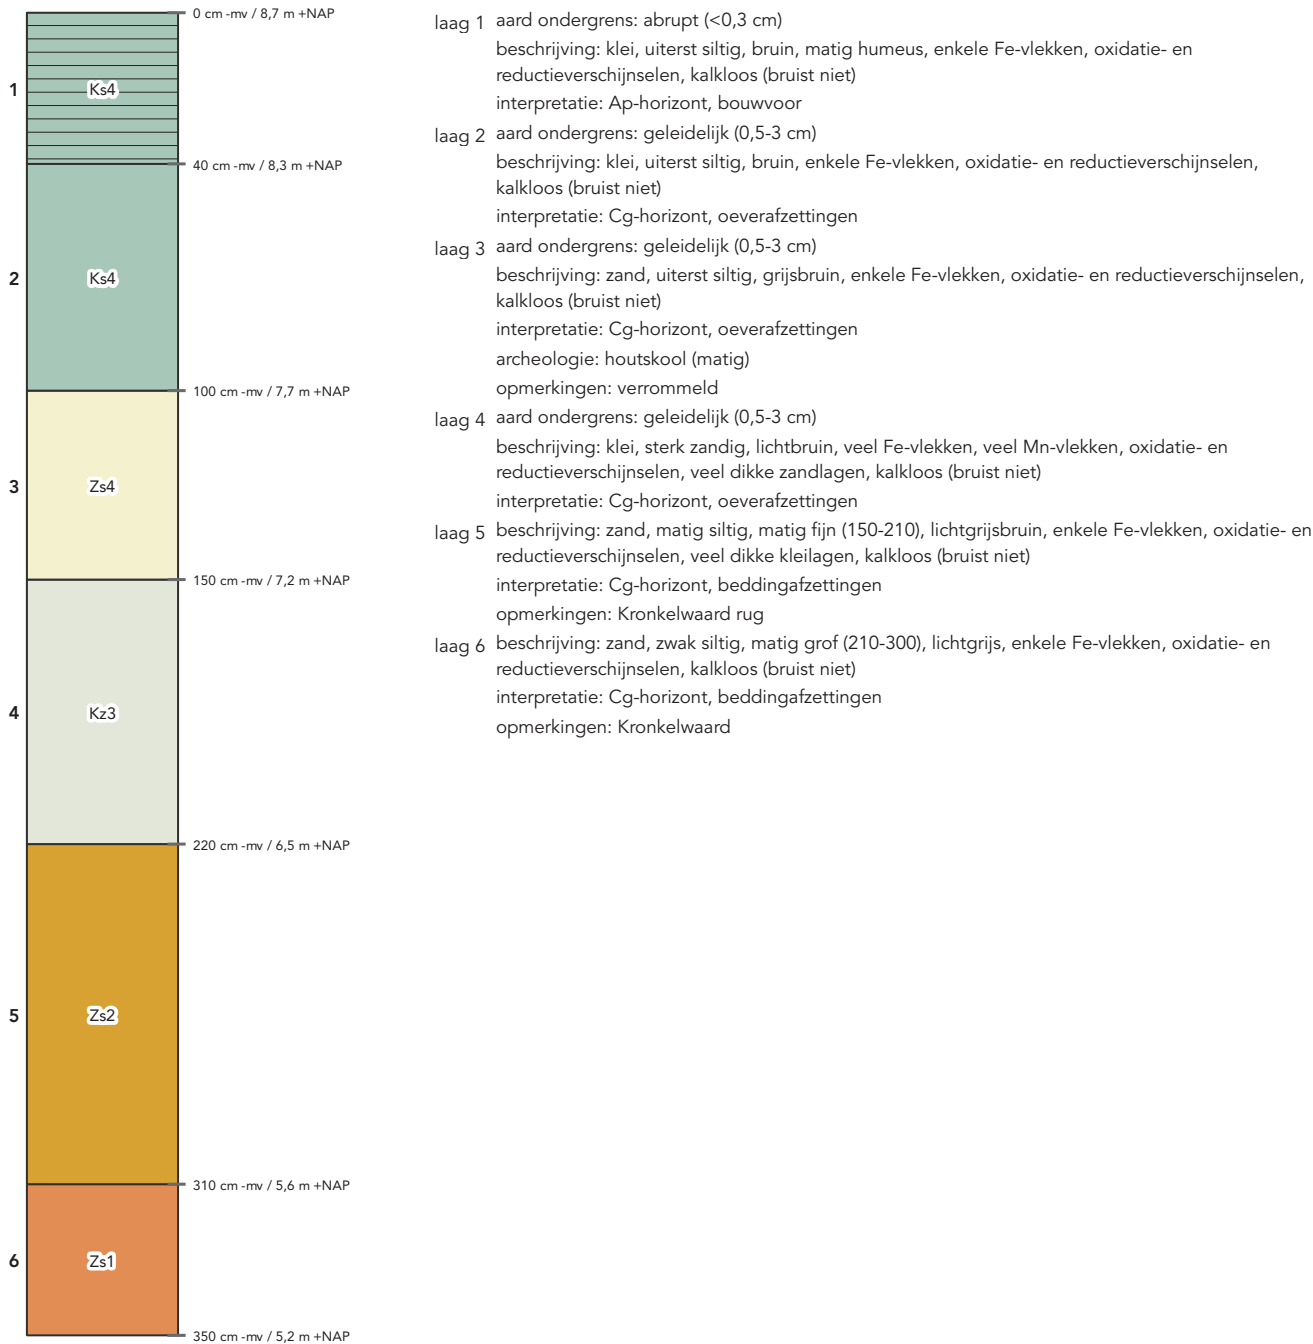 0 cm -mv / 8,7 m +NAP
1
Ks4
40 cm -mv / 8,3 m +NAP
2
Ks4
100 cm -mv / 7,7 m +NAP
3
Zs4
150 cm -mv / 7,2 m +NAP
4
Kz3
220 cm -mv / 6,5 m +NAP
5
Zs2
310 cm -mv / 5,6 m +NAP
6
Zs1
350 cm -mv / 5,2 m +NAP
laag 1 aard ondergrens: abrupt (<0,3 cm)
beschrijving: klei, uiterst siltig, bruin, matig humeus, enkele Fe-vlekken, oxidatie- en
reductieverschijnselen, kalkloos (bruist niet)
interpretatie: Ap-horizont, bouwvoor
laag 2 aard ondergrens: geleidelijk (0,5-3 cm)
beschrijving: klei, uiterst siltig, bruin, enkele Fe-vlekken, oxidatie- en reductieverschijnselen,
kalkloos (bruist niet)
interpretatie: Cg-horizont, oeverafzettingen
laag 3 aard ondergrens: geleidelijk (0,5-3 cm)
beschrijving: zand, uiterst siltig, grijsbruin, enkele Fe-vlekken, oxidatie- en reductieverschijnselen,
kalkloos (bruist niet)
interpretatie: Cg-horizont, oeverafzettingen
archeologie: houtskool (matig)
opmerkingen: verrommeld
laag 4 aard ondergrens: geleidelijk (0,5-3 cm)
beschrijving: klei, sterk zandig, lichtbruin, veel Fe-vlekken, veel Mn-vlekken, oxidatie- en
reductieverschijnselen, veel dikke zandlagen, kalkloos (bruist niet)
interpretatie: Cg-horizont, oeverafzettingen
laag 5 beschrijving: zand, matig siltig, matig fijn (150-210), lichtgrijsbruin, enkele Fe-vlekken, oxidatie- en
reductieverschijnselen, veel dikke kleilagen, kalkloos (bruist niet)
interpretatie: Cg-horizont, beddingafzettingen
opmerkingen: Kronkelwaard rug
laag 6 beschrijving: zand, zwak siltig, matig grof (210-300), lichtgrijs, enkele Fe-vlekken, oxidatie- en
reductieverschijnselen, kalkloos (bruist niet)
interpretatie: Cg-horizont, beddingafzettingen
opmerkingen: Kronkelwaard